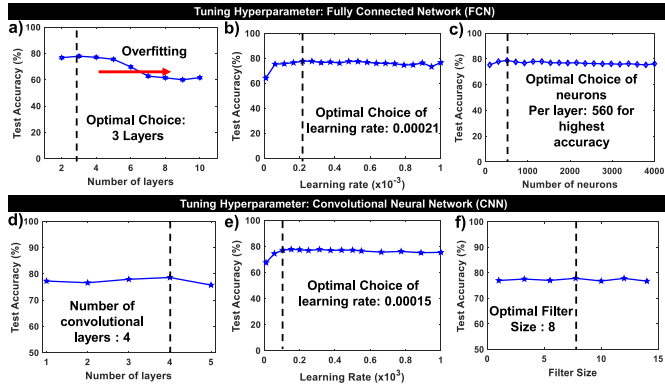 Tuning Hyperparameter: Fully Connected Network (FCN)
a)
Test Accuracy (%)
100
80
60
40
20
0
Overfitting
Optimal Choice:
3 Layers
2 4 6 8 10
Number of layers
b)
Test Accuracy (%)
100
80
60
40
20
0
Optimal Choice of
learning rate: 0.00021
0 0.2 0.4 0.6 0.8 1
Learning rate (x10⁻³)
c)
Test Accuracy (%)
100
80
60
40
20
0
Optimal Choice of
neurons
Per layer: 560 for
highest
accuracy
0 1000 2000 3000 4000
Number of neurons
Tuning Hyperparameter: Convolutional Neural Network (CNN)
d)
Test Accuracy (%)
100
90
80
70
60
50
Number of
convolutional
layers : 4
1 2 3 4 5
Number of layers
e)
Test Accuracy (%)
100
80
60
40
20
0
Optimal Choice of
learning rate: 0.00015
0 0.2 0.4 0.6 0.8 1
Learning Rate (x10³)
f)
Test Accuracy (%)
100
90
80
70
60
50
Optimal Filter
Size : 8
0 5 10 15
Filter Size